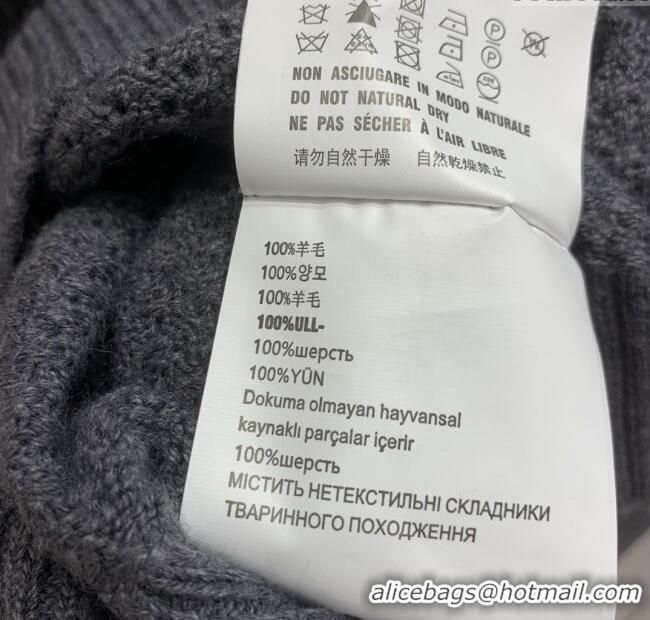 NON ASCIUGARE IN MODO NATURALE
DO NOT NATURAL DRY
NE PAS SÉCHER À L'AIR LIBRE
请勿自然干燥 自然乾燥禁止
100%羊毛
100%양모
100%羊毛
100%ULL-
100%шерсть
100%YÜN
Dokuma olmayan hayvansal
kaynaklı parçalar içerir
100%шерсть
МІСТИТЬ НЕТЕКСТИЛЬНІ СКЛАДНИКИ
ТВАРИННОГО ПОХОДЖЕННЯ
alicebags@hotmail.com